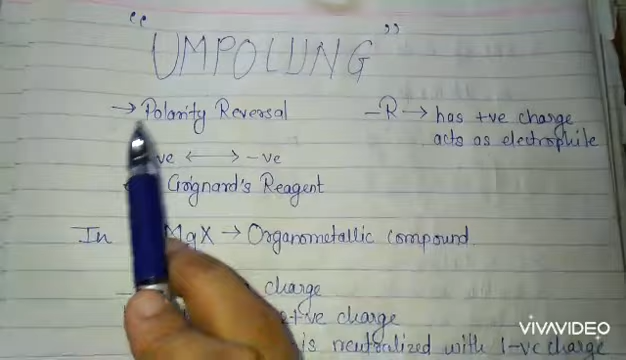 "UMPOLUNG"
→ Polarity Reversal
-R → has +ve charge
acts as electrophile
ve ↔ -ve
Grignard's Reagent
In MgX → Organometallic compound
charge
+ve charge
is neutralized with 1-ve charge
VIVAVIDEO